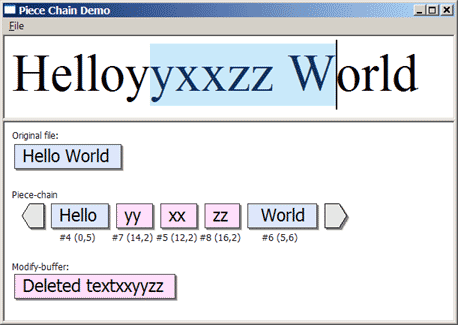 Piece Chain Demo
File
Helloyyxxzz World
Original file:
Hello World
Piece-chain
Hello yy xx zz World
#4 (0,5) #7 (14,2) #5 (12,2) #8 (16,2) #6 (5,6)
Modify-buffer:
Deleted textxxyyzz